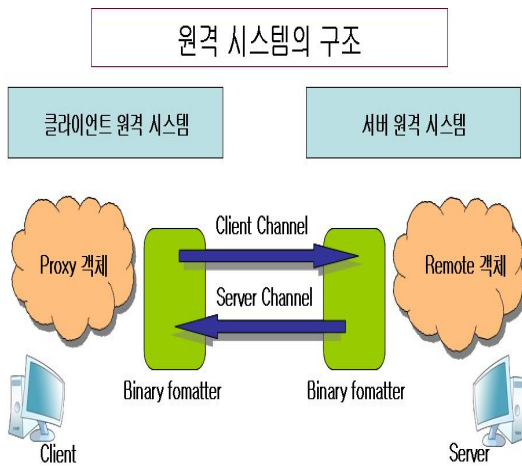 원격 시스템의 구조
클라이언트 원격 시스템
서버 원격 시스템
Client Channel
Proxy 객체
Remote 객체
Server Channel
Binary fomatter
Binary fomatter
Client
Server